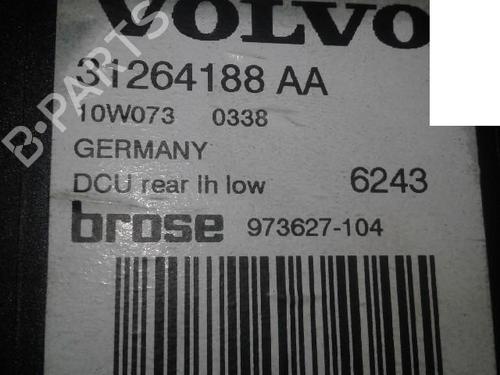 VOLVO
31264188 AA
10W073 0338
GERMANY
DCU rear lh low 6243
brose 973627-104
B-PARTS